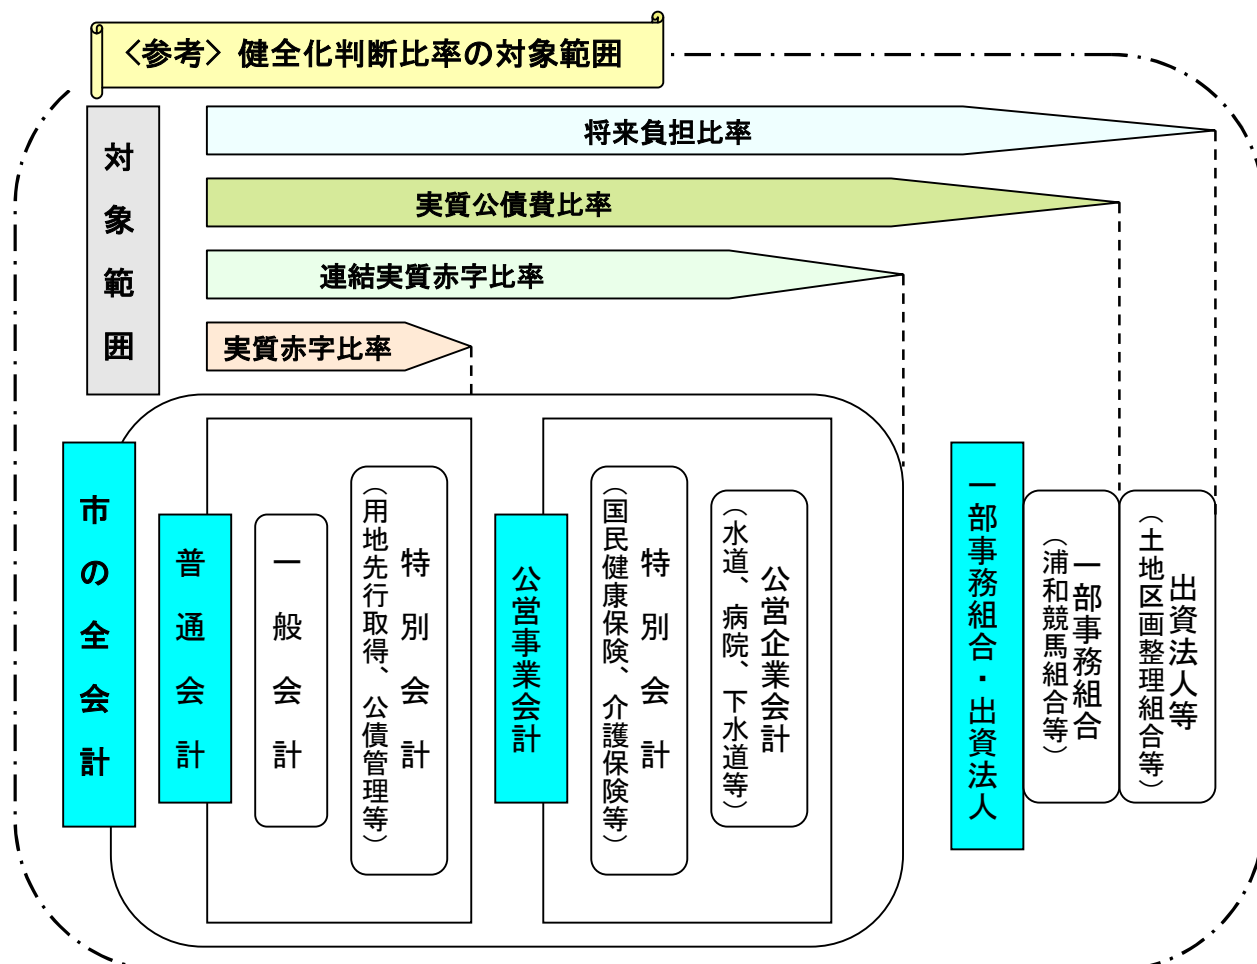 〈参考〉健全化判断比率の対象範囲
対象範囲
将来負担比率
実質公債費比率
連結実質赤字比率
実質赤字比率
市の全会計
普通会計
一般会計
特別会計
（用地先行取得、公債管理等）
公営事業会計
特別会計
（国民健康保険、介護保険等）
公営企業会計
（水道、病院、下水道等）
一部事務組合・出資法人
一部事務組合
（浦和競馬組合等）
出資法人等
（土地区画整理組合等）